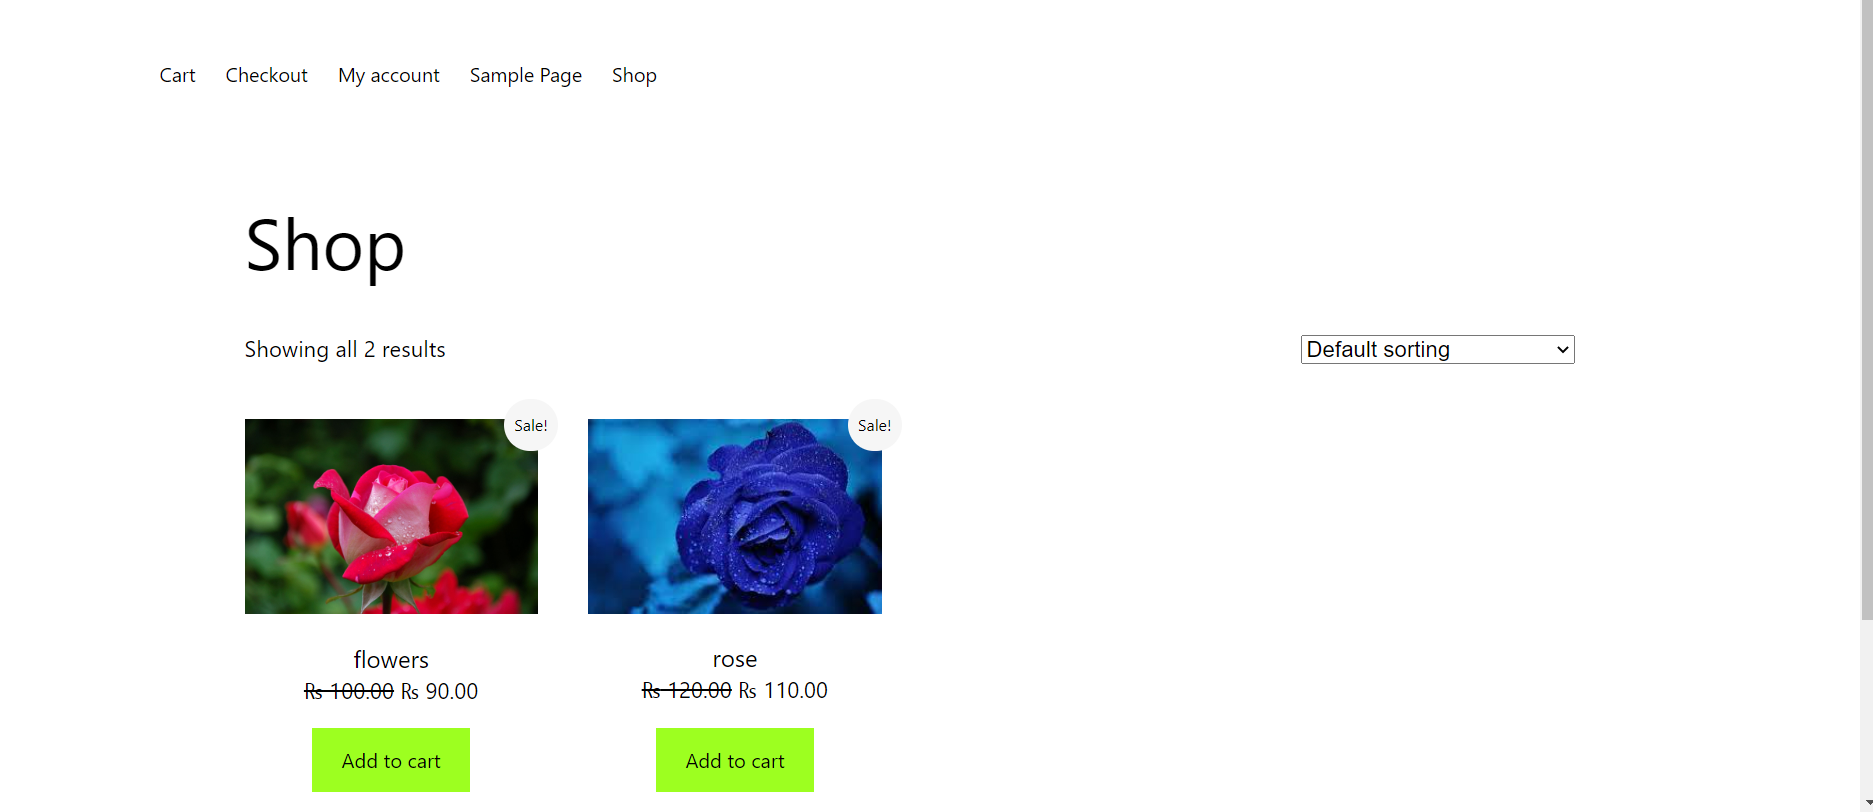 Cart Checkout My account Sample Page Shop
Shop
Showing all 2 results
Default sorting
Sale!
Sale!
flowers
₨ 100.00 ₨ 90.00
Add to cart
rose
₨ 120.00 ₨ 110.00
Add to cart